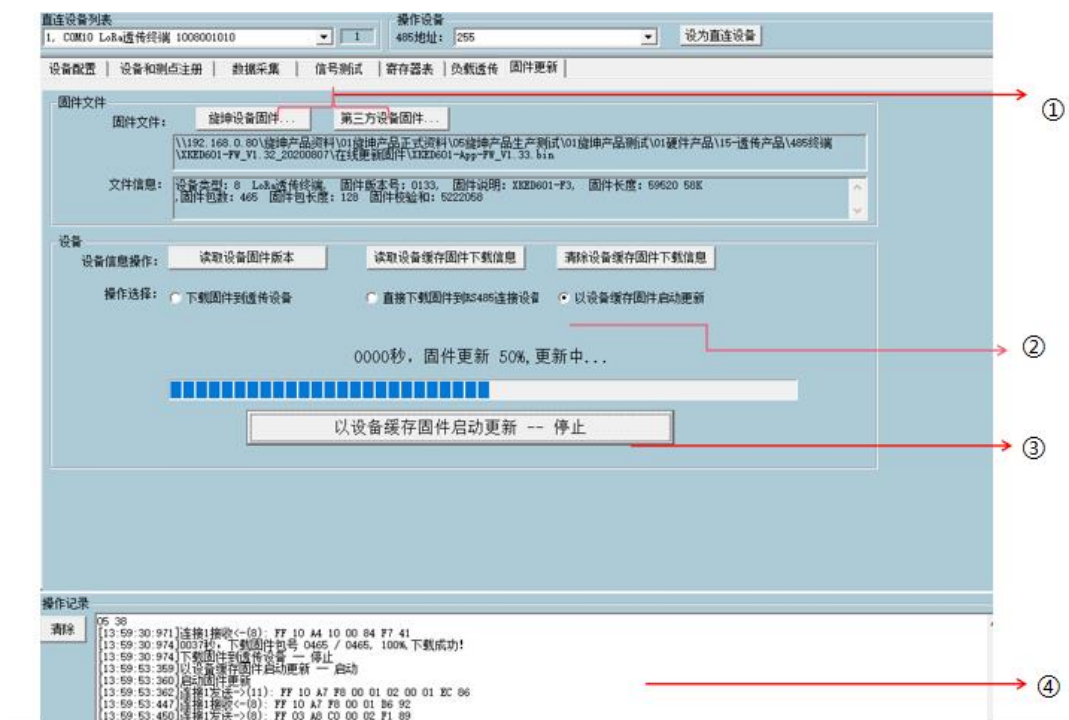 直连设备列表
操作设备
1, COM10 LoRa透传终端 1008001010
1
485地址: 255
设为直连设备
设备配置 | 设备和测点注册 | 数据采集 | 信号测试 | 寄存器表 | 负载透传 固件更新 |
①
固件文件
固件文件:
旋坤设备固件...
第三方设备固件...
\\192.168.0.80\旋坤产品资料\01旋坤产品正式资料\05旋坤产品生产测试\01旋坤产品测试\01硬件产品\15-透传产品\485终端
\XKED601-FW_V1.32_20200807\在线更新固件\XKED601-App-FW_V1.33.bin
文件信息:
设备类型: 8 LoRa透传终端, 固件版本号: 0133, 固件说明: XKED601-F3, 固件长度: 59520 58K
,固件包数: 465 固件包长度: 128 固件校验和: 5222058
设备
设备信息操作:
读取设备固件版本
读取设备缓存固件下载信息
清除设备缓存固件下载信息
操作选择:
下载固件到透传设备
直接下载固件到RS485连接设备
以设备缓存固件启动更新
②
0000秒, 固件更新 50%,更新中...
以设备缓存固件启动更新 -- 停止
③
操作记录
清除
05 38
[13:59:30:971]连接1接收<-(8): FF 10 A4 10 00 84 F7 41
[13:59:30:974]0037秒, 下载固件包号 0465 / 0465, 100%,下载成功!
[13:59:30:974]下载固件到透传设备 — 停止
[13:59:53:359]以设备缓存固件启动更新 — 启动
[13:59:53:360]启动固件更新
[13:59:53:362]连接1发送->(11): FF 10 A7 F8 00 01 02 00 01 EC 86
[13:59:53:447]连接1接收<-(8): FF 10 A7 F8 00 01 B6 92
[13:59:53:450]连接1发送->(8): FF 03 A8 C0 00 02 F1 89
④